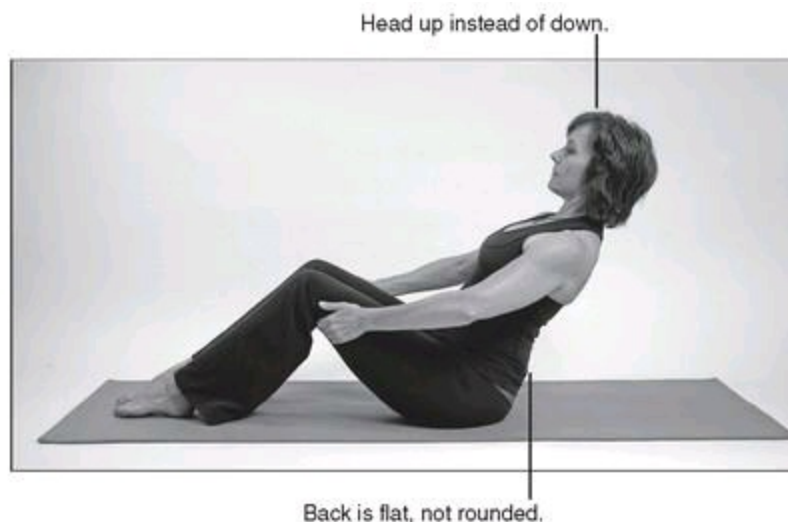 Head up instead of down.
Back is flat, not rounded.